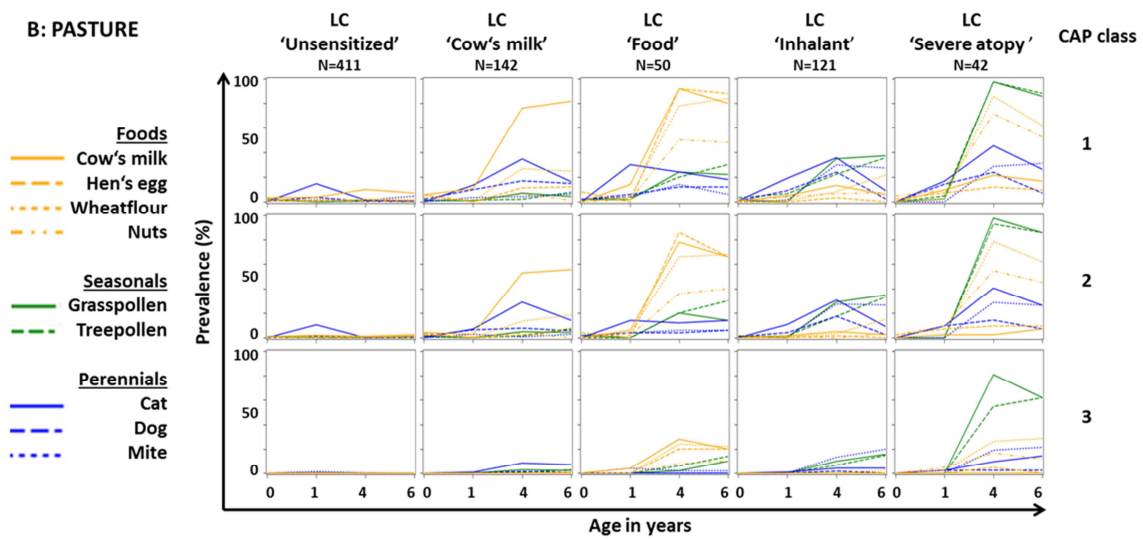 B: PASTURE
LC
'Unsensitized'
N=411
LC
'Cow's milk'
N=142
LC
'Food'
N=50
LC
'Inhalant'
N=121
LC
'Severe atopy'
N=42
CAP class
Foods
Cow's milk
Hen's egg
Wheatflour
Nuts
Seasonals
Grasspollen
Treepollen
Perennials
Cat
Dog
Mite
Prevalence (%)
100
50
0
1
100
50
0
2
100
50
0
3
0 1 4 6
0 1 4 6
0 1 4 6
0 1 4 6
0 1 4 6
Age in years